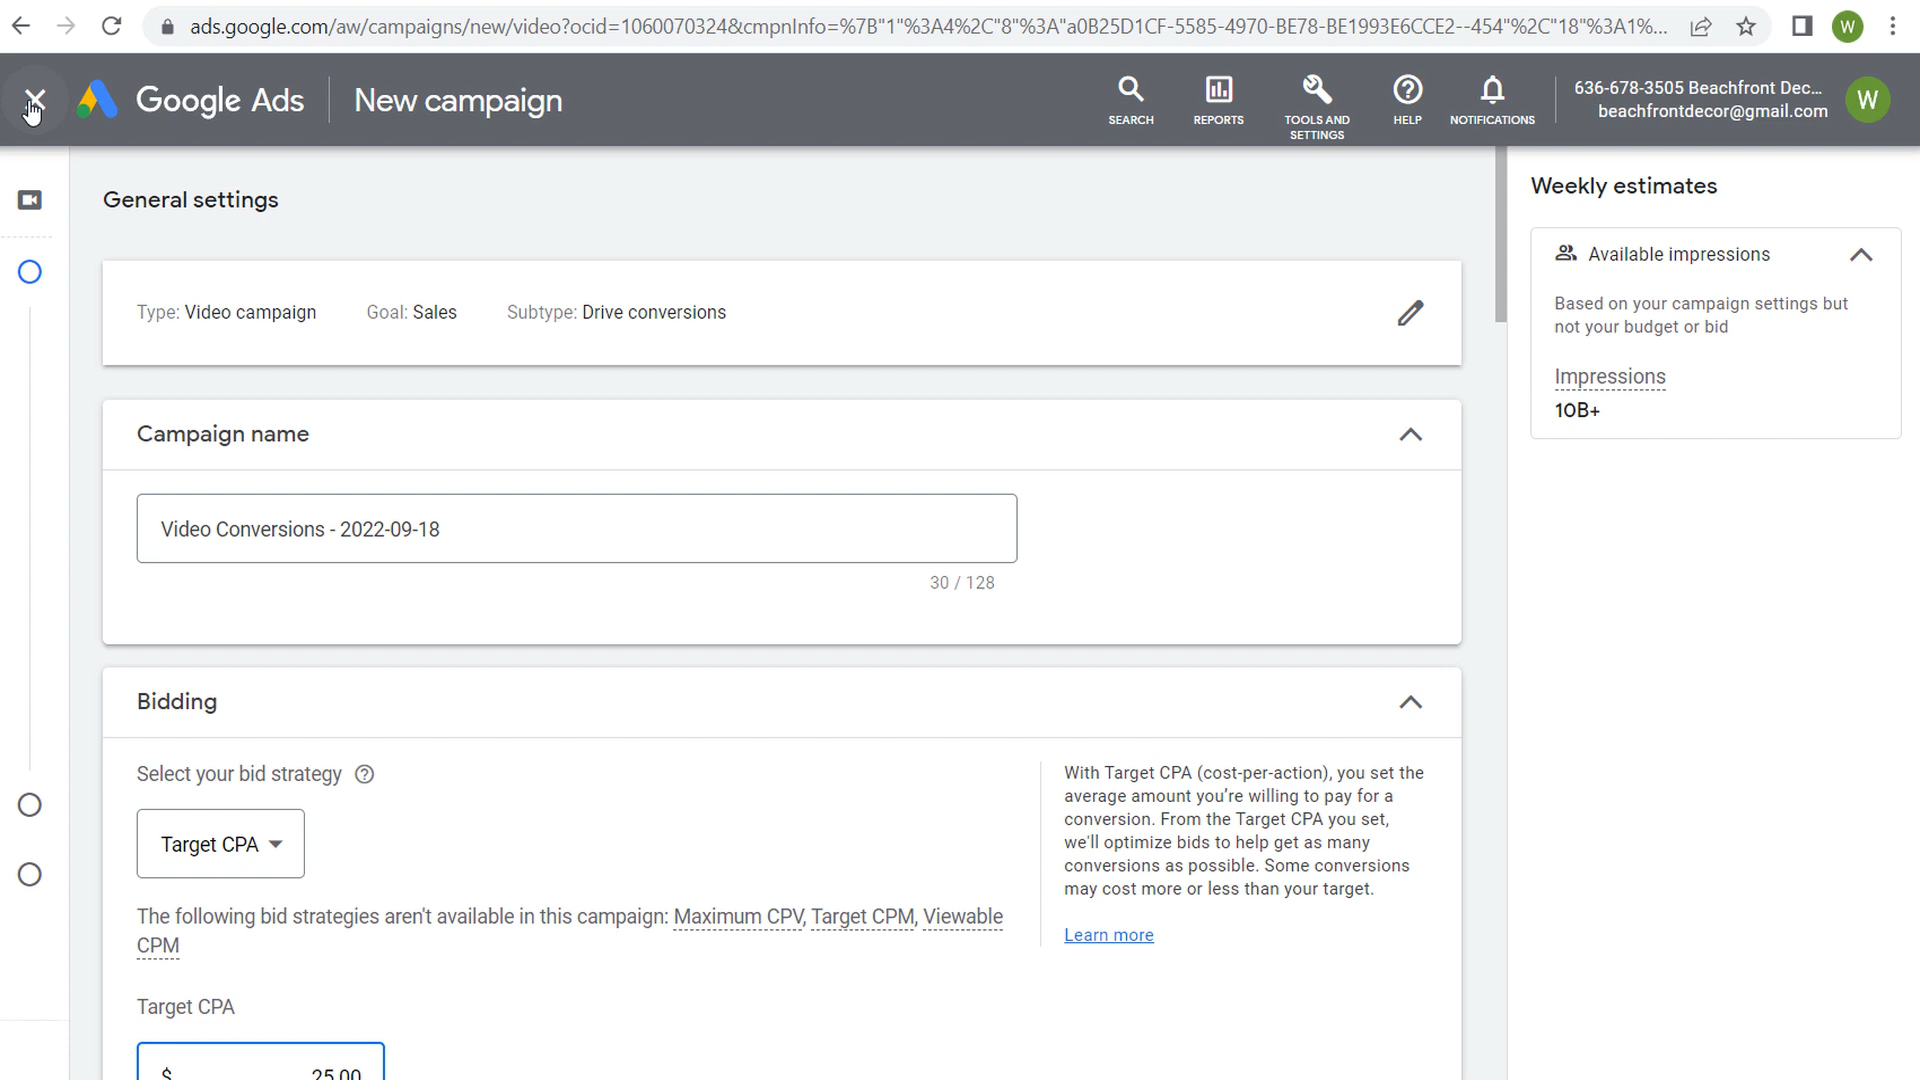 ads.google.com/aw/campaigns/new/video?ocid=1060070324&cmpnInfo=%7B"1"%3A4%2C"8"%3A"a0B25D1CF-5585-4970-BE78-BE1993E6CCE2--454"%2C"18"%3A1%...
W
Google Ads
New campaign
SEARCH
REPORTS
TOOLS AND
SETTINGS
HELP
NOTIFICATIONS
636-678-3505 Beachfront Dec...
beachfrontdecor@gmail.com
W
General settings
Type: Video campaign
Goal: Sales
Subtype: Drive conversions
Campaign name
Video Conversions - 2022-09-18
30 / 128
Bidding
Select your bid strategy
Target CPA
The following bid strategies aren't available in this campaign: Maximum CPV, Target CPM, Viewable
CPM
Target CPA
$ 25.00
With Target CPA (cost-per-action), you set the
average amount you’re willing to pay for a
conversion. From the Target CPA you set,
we'll optimize bids to help get as many
conversions as possible. Some conversions
may cost more or less than your target.
Learn more
Weekly estimates
Available impressions
Based on your campaign settings but
not your budget or bid
Impressions
10B+